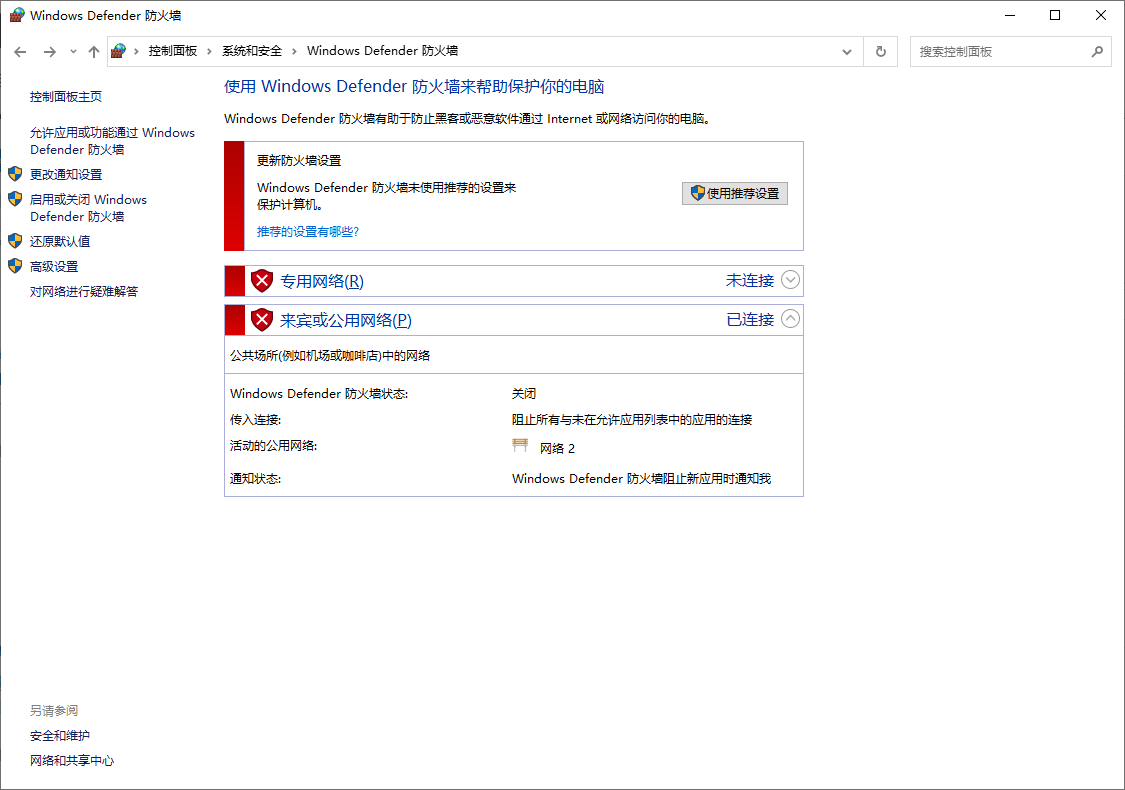 Windows Defender 防火墙
控制面板 › 系统和安全 › Windows Defender 防火墙
搜索控制面板
控制面板主页
允许应用或功能通过 Windows
Defender 防火墙
更改通知设置
启用或关闭 Windows
Defender 防火墙
还原默认值
高级设置
对网络进行疑难解答
使用 Windows Defender 防火墙来帮助保护你的电脑
Windows Defender 防火墙有助于防止黑客或恶意软件通过 Internet 或网络访问你的电脑。
更新防火墙设置
Windows Defender 防火墙未使用推荐的设置来
保护计算机。
使用推荐设置
推荐的设置有哪些?
专用网络(R) 未连接
来宾或公用网络(P) 已连接
公共场所(例如机场或咖啡店)中的网络
Windows Defender 防火墙状态: 关闭
传入连接: 阻止所有与未在允许应用列表中的应用的连接
活动的公用网络: 网络 2
通知状态: Windows Defender 防火墙阻止新应用时通知我
另请参阅
安全和维护
网络和共享中心